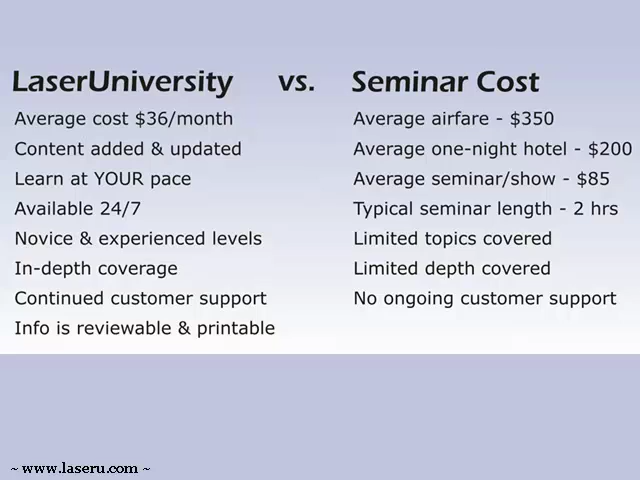 LaserUniversity vs. Seminar Cost
Average cost $36/month
Content added & updated
Learn at YOUR pace
Available 24/7
Novice & experienced levels
In-depth coverage
Continued customer support
Info is reviewable & printable
Average airfare - $350
Average one-night hotel - $200
Average seminar/show - $85
Typical seminar length - 2 hrs
Limited topics covered
Limited depth covered
No ongoing customer support
~ www.laseru.com ~